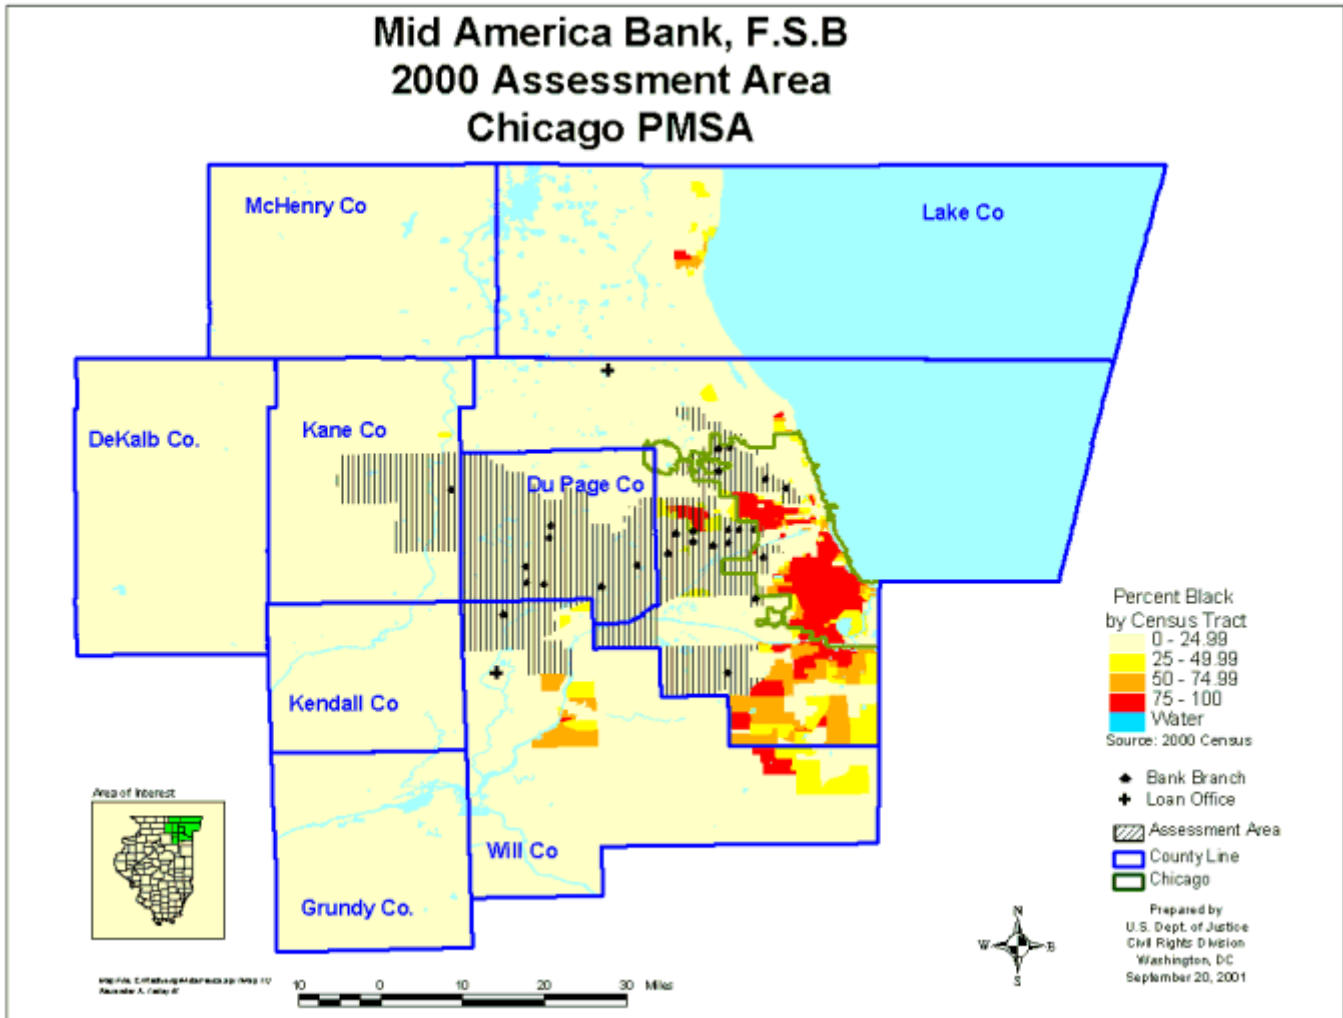 Mid America Bank, F.S.B
2000 Assessment Area
Chicago PMSA
McHenry Co
Lake Co
DeKalb Co.
Kane Co
Du Page Co
Kendall Co
Will Co
Grundy Co.
Percent Black
by Census Tract
0 - 24.99
25 - 49.99
50 - 74.99
75 - 100
Water
Source: 2000 Census
Bank Branch
Loan Office
Assessment Area
County Line
Chicago
Area of Interest
N
W
E
S
Prepared by
U.S. Dept. of Justice
Civil Rights Division
Washington, DC
September 20, 2001
10 0 10 20 30 Miles